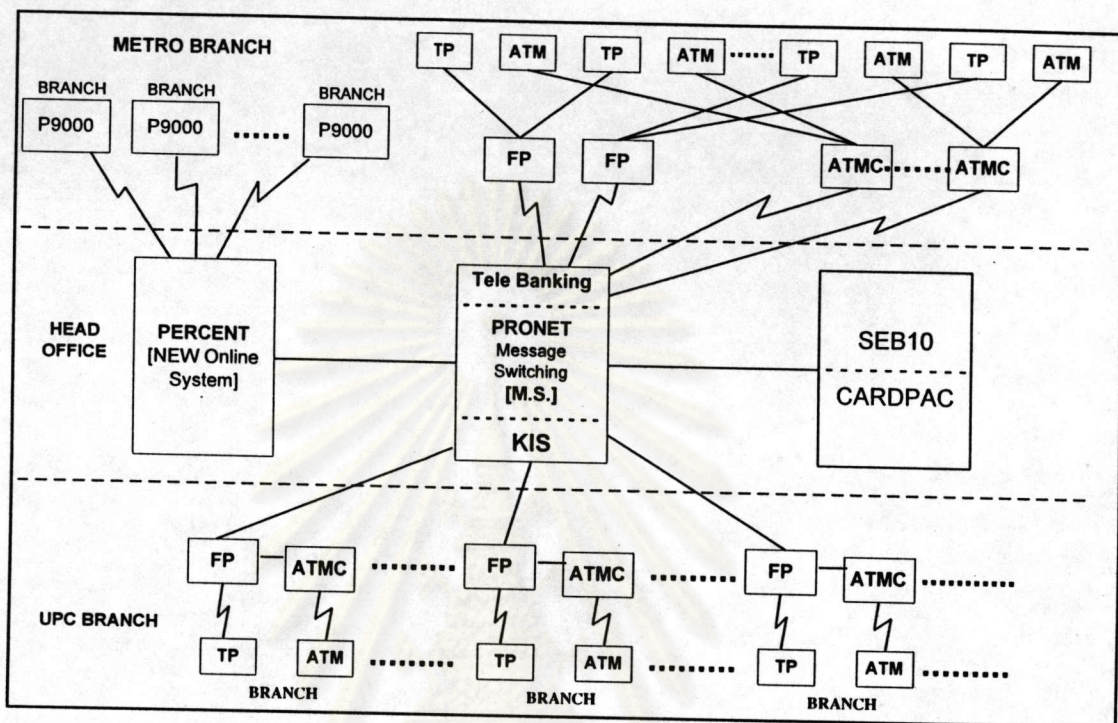 METRO BRANCH
TP ATM TP ATM ...... TP ATM TP ATM
BRANCH BRANCH BRANCH
P9000 P9000 ...... P9000
FP FP ATMC ........ ATMC
HEAD
OFFICE
PERCENT
[NEW Online
System]
Tele Banking
PRONET
Message
Switching
[M.S.]
KIS
SEB10
CARDPAC
UPC BRANCH
FP ATMC ......... FP ATMC ......... FP ATMC .........
TP ATM ......... TP ATM ......... TP ATM .........
BRANCH BRANCH BRANCH